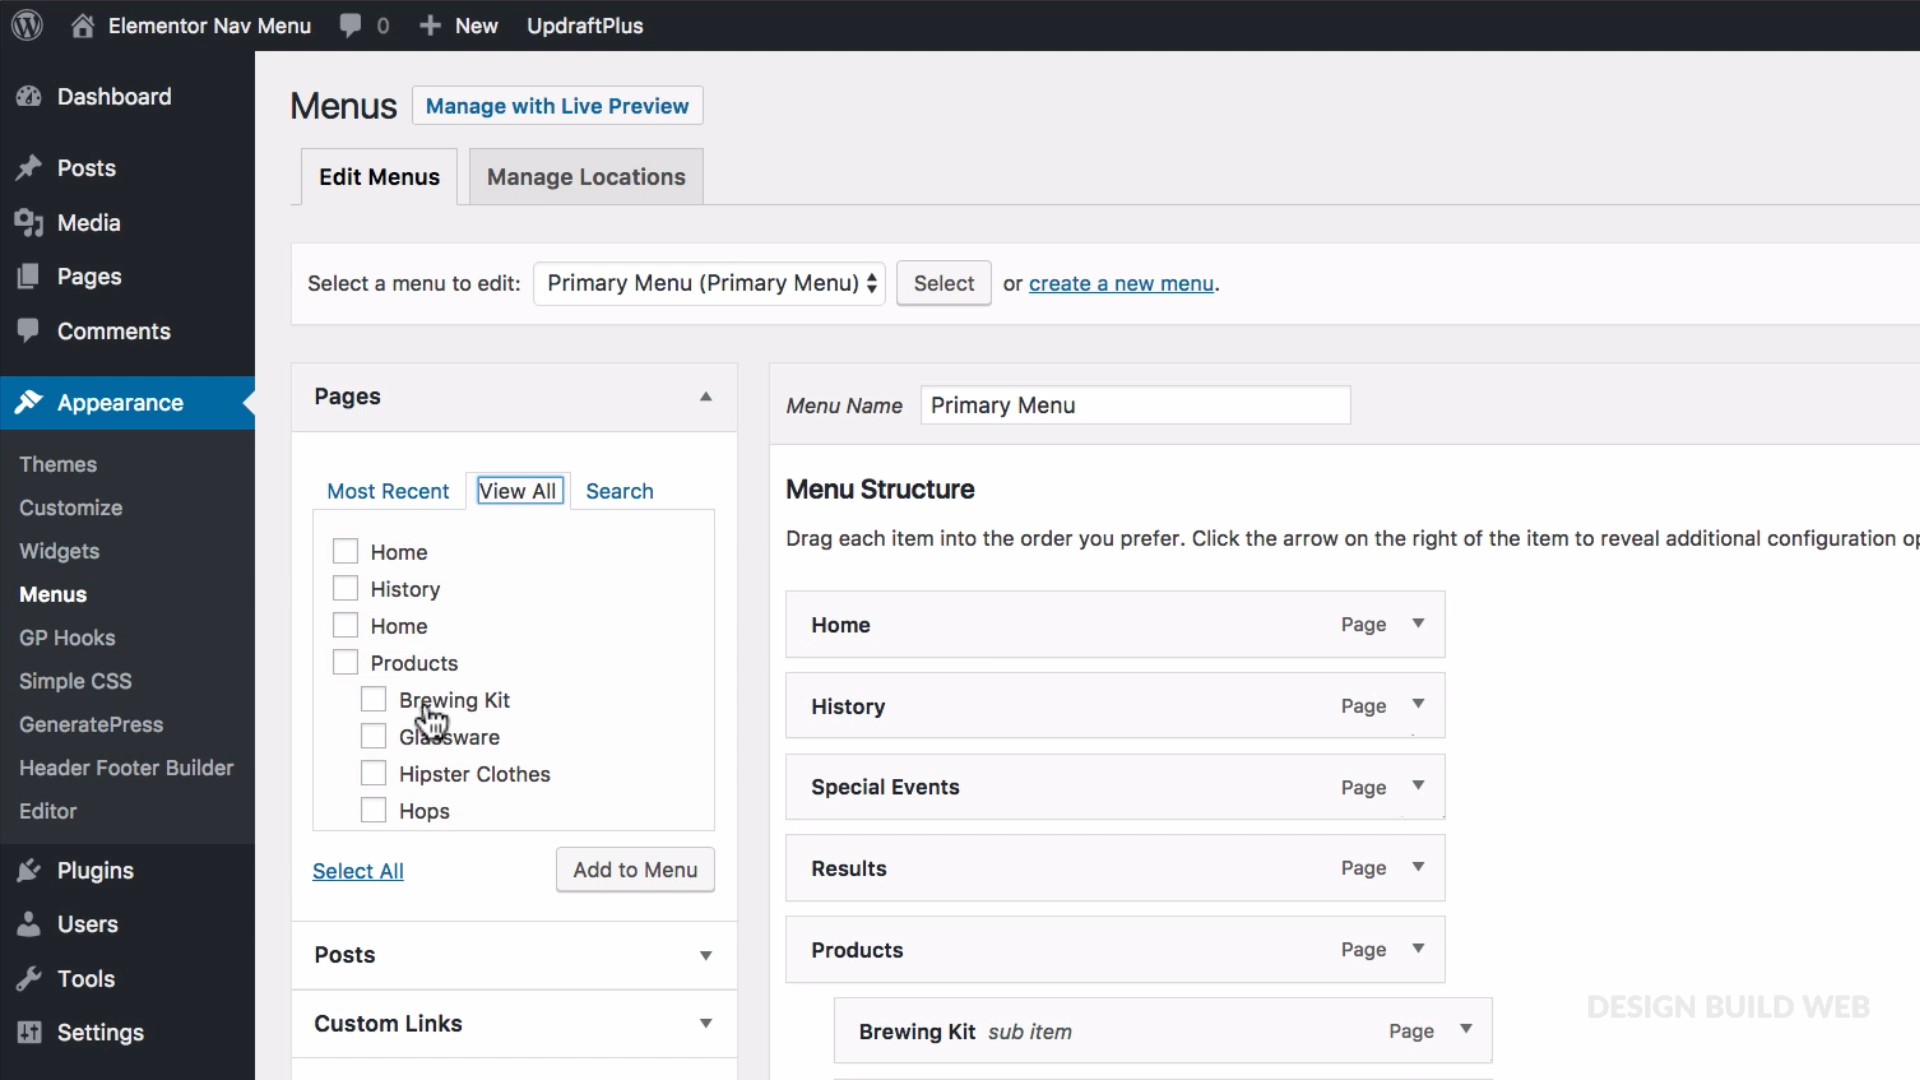 Elementor Nav Menu 0 New UpdraftPlus
Dashboard
Posts
Media
Pages
Comments
Appearance
Themes
Customize
Widgets
Menus
GP Hooks
Simple CSS
GeneratePress
Header Footer Builder
Editor
Plugins
Users
Tools
Settings
Menus Manage with Live Preview
Edit Menus Manage Locations
Select a menu to edit: Primary Menu (Primary Menu) Select or create a new menu.
Pages
Most Recent View All Search
Home
History
Home
Products
Brewing Kit
Glassware
Hipster Clothes
Hops
Select All Add to Menu
Posts
Custom Links
Menu Name Primary Menu
Menu Structure
Drag each item into the order you prefer. Click the arrow on the right of the item to reveal additional configuration op
Home Page
History Page
Special Events Page
Results Page
Products Page
Brewing Kit sub item Page
DESIGN BUILD WEB